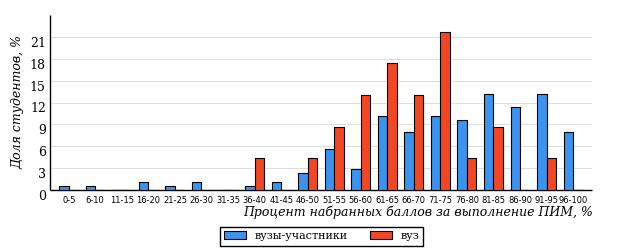 Доля студентов, %
21
18
15
12
9
6
3
0
0-5 6-10 11-15 16-20 21-25 26-30 31-35 36-40 41-45 46-50 51-55 56-60 61-65 66-70 71-75 76-80 81-85 86-90 91-95 96-100
Процент набранных баллов за выполнение ПИМ, %
вузы-участники вуз